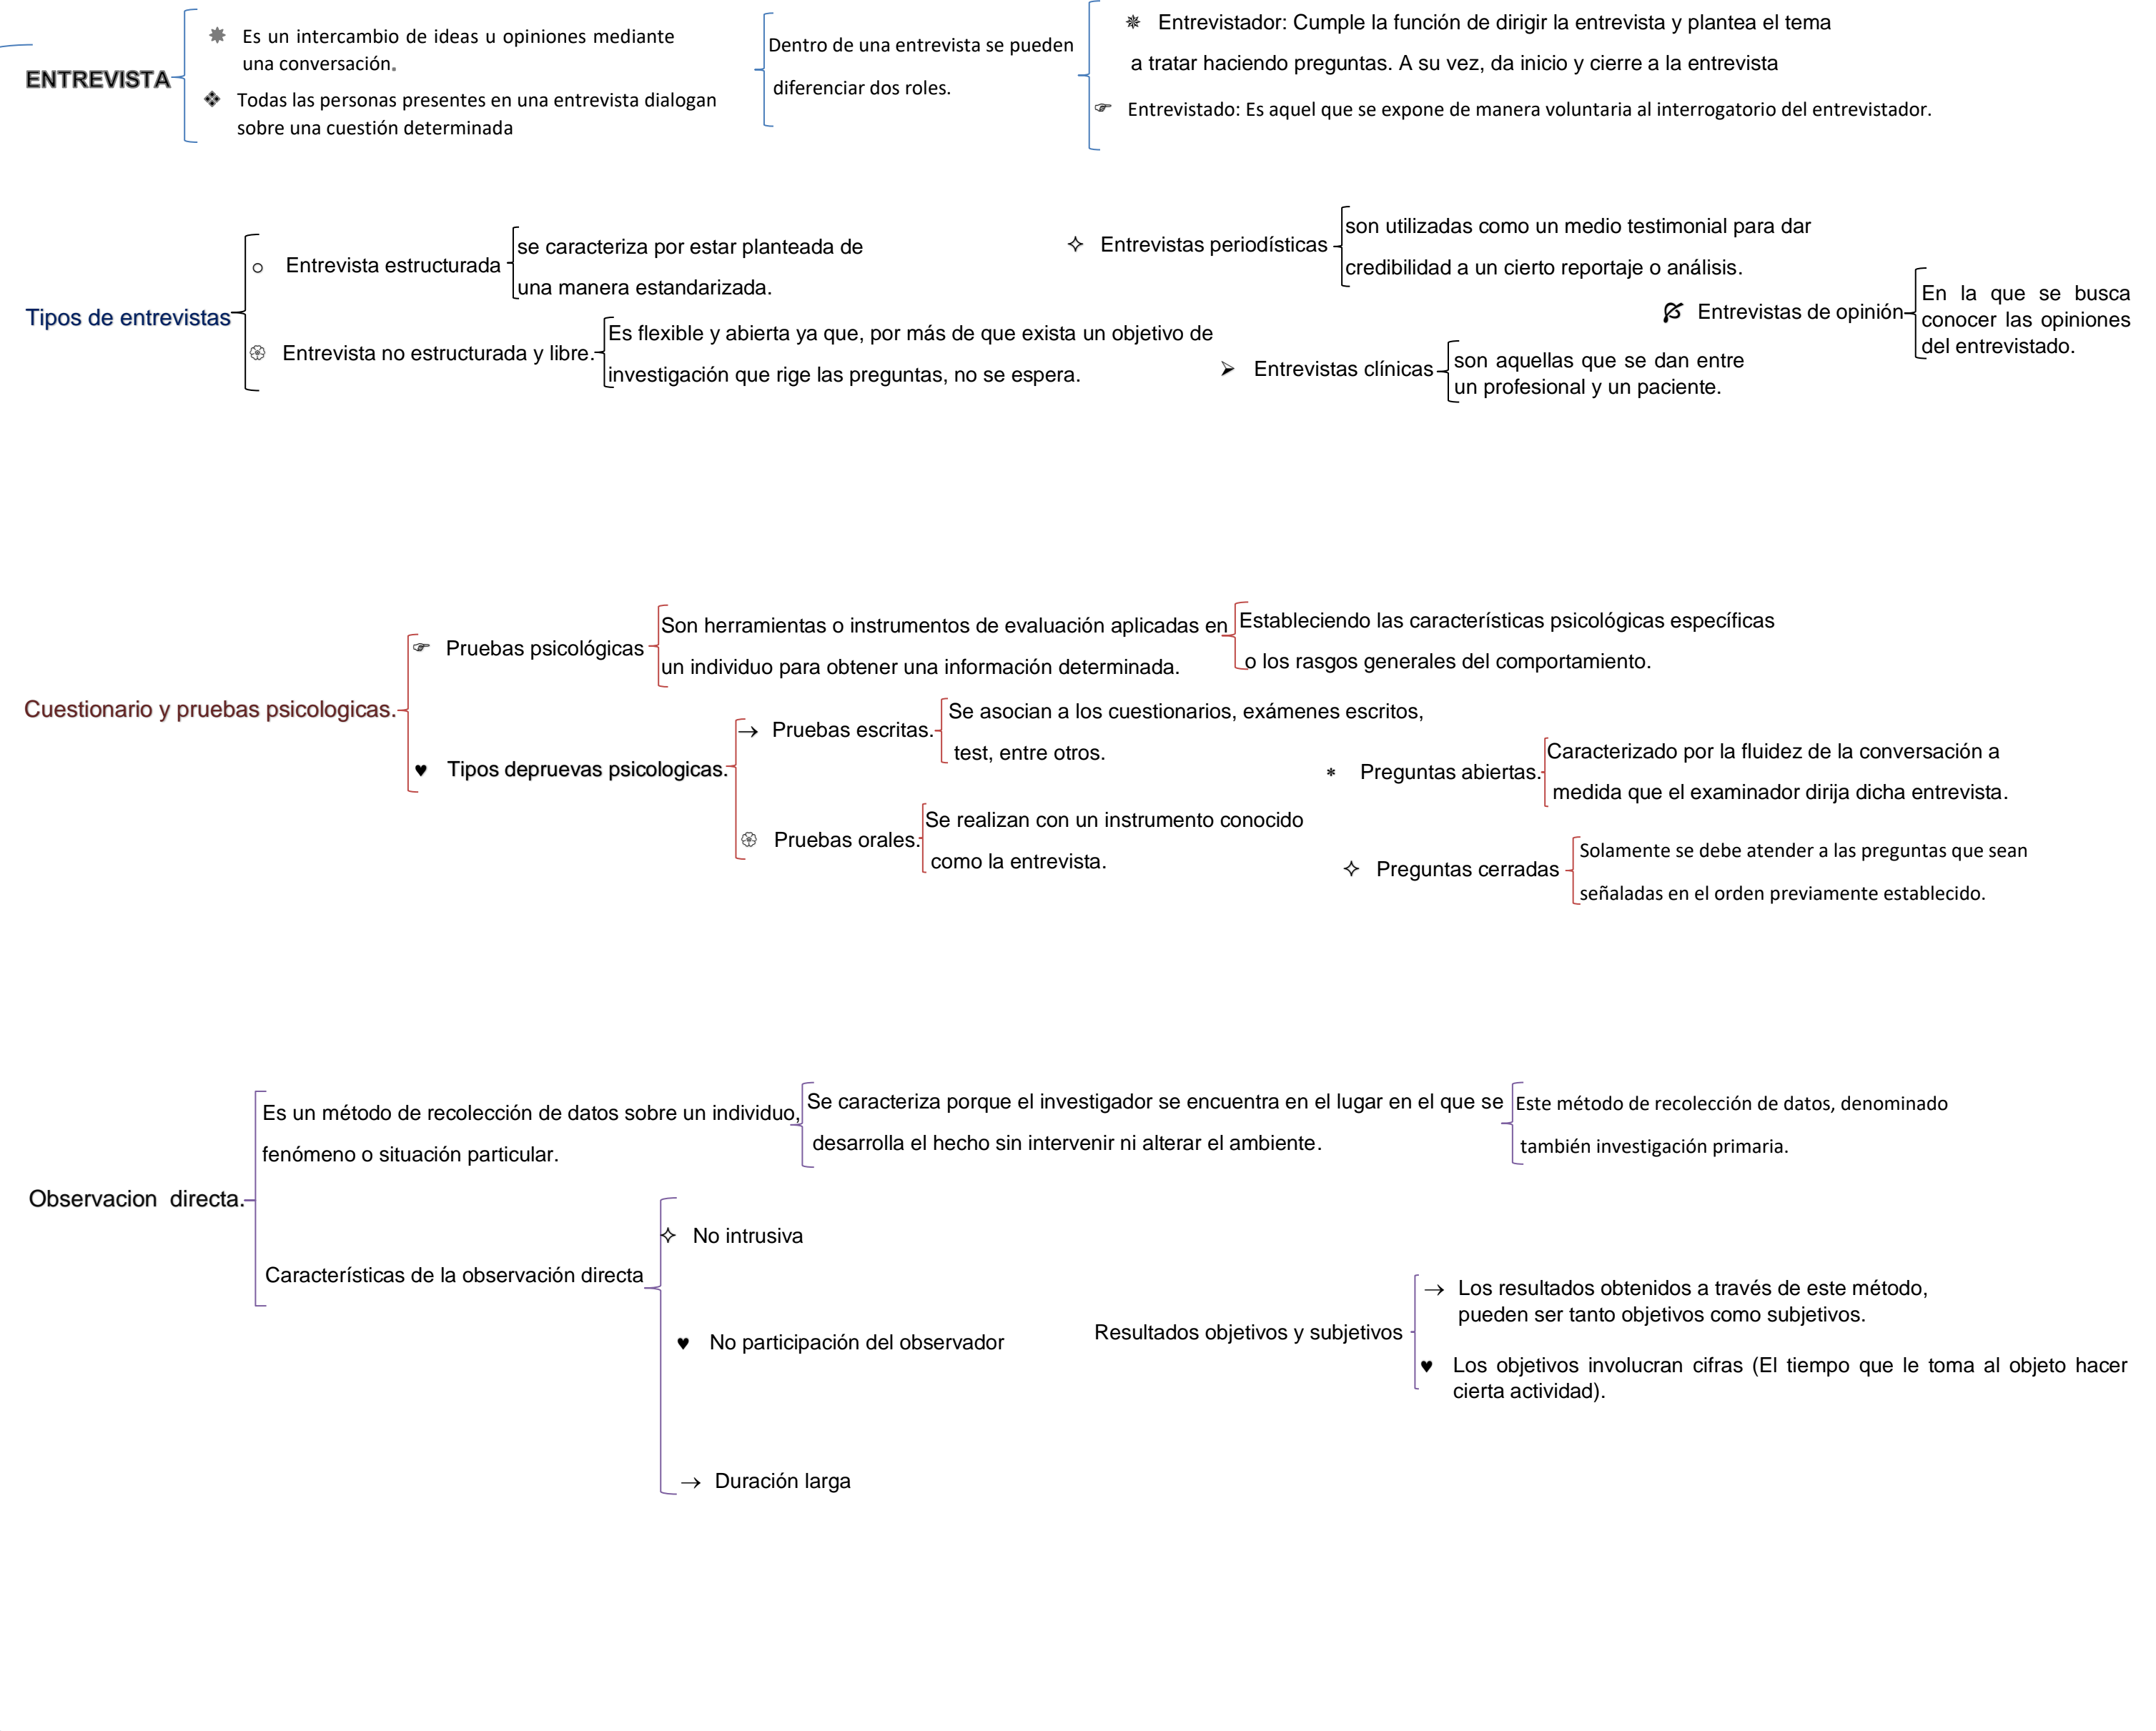 ENTREVISTA
Es un intercambio de ideas u opiniones mediante
una conversación.
Todas las personas presentes en una entrevista dialogan
sobre una cuestión determinada
Dentro de una entrevista se pueden
diferenciar dos roles.
Entrevistador: Cumple la función de dirigir la entrevista y plantea el tema
a tratar haciendo preguntas. A su vez, da inicio y cierre a la entrevista
Entrevistado: Es aquel que se expone de manera voluntaria al interrogatorio del entrevistador.
Tipos de entrevistas
Entrevista estructurada
se caracteriza por estar planteada de
una manera estandarizada.
Entrevista no estructurada y libre.
Es flexible y abierta ya que, por más de que exista un objetivo de
investigación que rige las preguntas, no se espera.
Entrevistas periodísticas
son utilizadas como un medio testimonial para dar
credibilidad a un cierto reportaje o análisis.
Entrevistas clínicas
son aquellas que se dan entre
un profesional y un paciente.
Entrevistas de opinión
En la que se busca
conocer las opiniones
del entrevistado.
Cuestionario y pruebas psicologicas.
Pruebas psicológicas
Son herramientas o instrumentos de evaluación aplicadas en
un individuo para obtener una información determinada.
Estableciendo las características psicológicas específicas
o los rasgos generales del comportamiento.
Tipos depruevas psicologicas.
Pruebas escritas.
Se asocian a los cuestionarios, exámenes escritos,
test, entre otros.
Pruebas orales.
Se realizan con un instrumento conocido
como la entrevista.
Preguntas abiertas.
Caracterizado por la fluidez de la conversación a
medida que el examinador dirija dicha entrevista.
Preguntas cerradas
Solamente se debe atender a las preguntas que sean
señaladas en el orden previamente establecido.
Observacion directa.
Es un método de recolección de datos sobre un individuo,
fenómeno o situación particular.
Se caracteriza porque el investigador se encuentra en el lugar en el que se
desarrolla el hecho sin intervenir ni alterar el ambiente.
Este método de recolección de datos, denominado
también investigación primaria.
Características de la observación directa
No intrusiva
No participación del observador
Duración larga
Resultados objetivos y subjetivos
Los resultados obtenidos a través de este método,
pueden ser tanto objetivos como subjetivos.
Los objetivos involucran cifras (El tiempo que le toma al objeto hacer
cierta actividad).